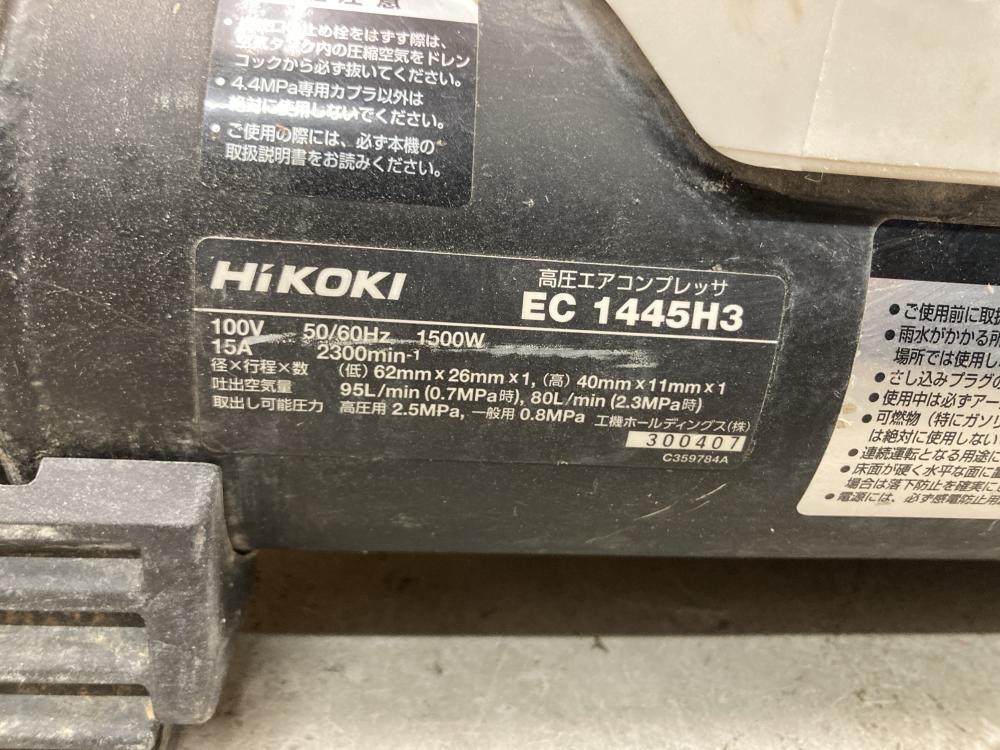 注意
止め栓をはずす際は、
空気タンク内の圧縮空気をドレン
コックから必ず抜いてください。
• 4.4MPa専用カプラ以外は
絶対に使用しないでください。
• ご使用の際には、必ず本機の
取扱説明書をお読みください。
HiKOKI
高圧エアコンプレッサ
EC 1445H3
100V 50/60Hz 1500W
15A 2300min-1
径×行程×数 (低) 62mm×26mm×1, (高) 40mm×11mm×1
吐出空気量 95L/min (0.7MPa時), 80L/min (2.3MPa時)
取出し可能圧力 高圧用 2.5MPa, 一般用 0.8MPa 工機ホールディングス(株)
300407
C359784A
● ご使用前に取扱
● 雨水がかかる所
場所では使用し
● さし込みプラグの
● 使用中は必ずアー
● 可燃物（特にガソリ
は絶対に使用しない
● 連続運転となる用途に
● 床面が硬く水平な面に
場合は落下防止を確実に
● 電源には、必ず感電防止用